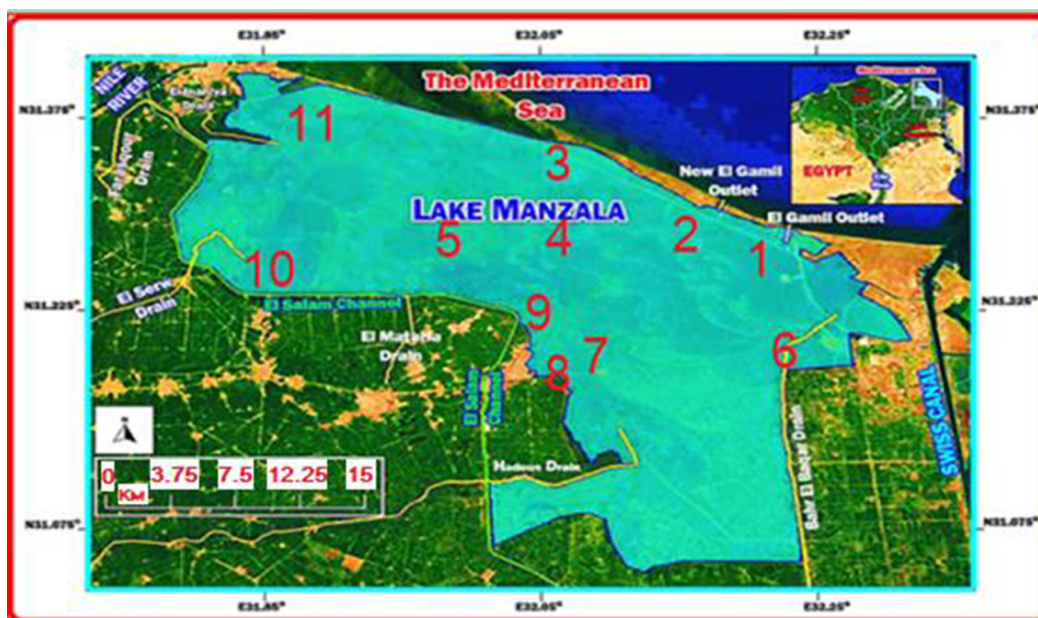 E31.85° E32.05° E32.25°
NILE
RIVER
The Mediterranean
Sea
Mediterranean Sea
N31.375° N31.375°
11
Drain
Drain
3
EGYPT
New El Gamil
Outlet
LAKE MANZALA
El Gamil Outlet
5 4 2 1
10
El Serw
Drain
El Salam Channel
N31.225° N31.225°
9
El Mataria
Drain
7 6
8
El Salam
Channel
SWISS CANAL
Bahr El Baqar Drain
Hadous Drain
0 3.75 7.5 12.25 15
KM
N31.075° N31.075°
E31.85° E32.05° E32.25°